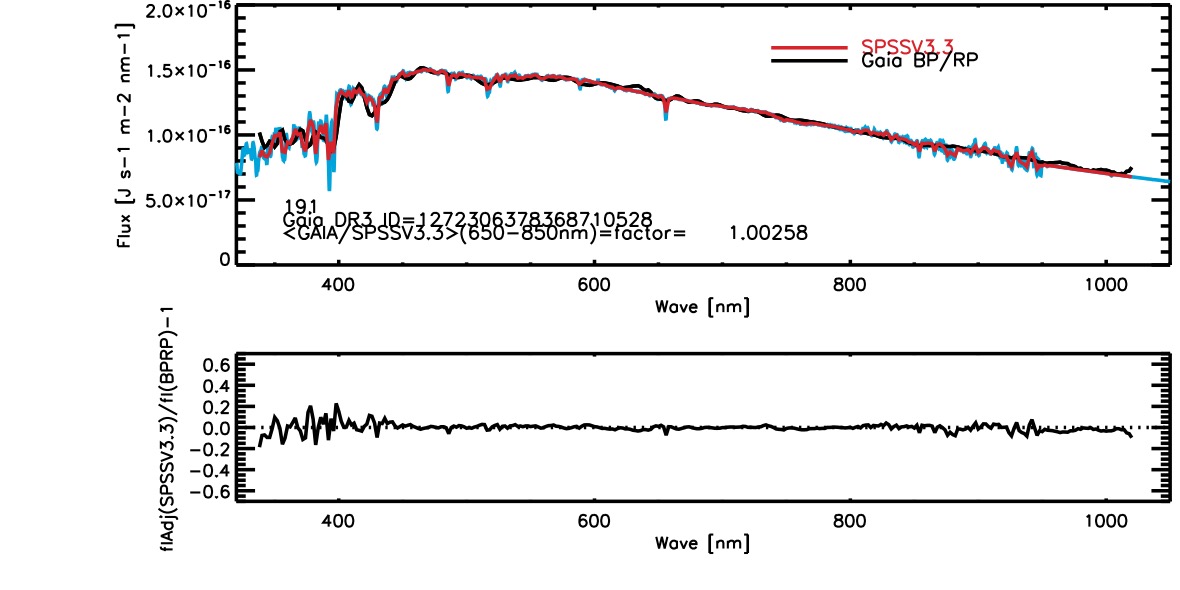 2.0×10⁻¹⁶
1.5×10⁻¹⁶
1.0×10⁻¹⁶
5.0×10⁻¹⁷
0
Flux [J s−1 m−2 nm−1]
SPSSV3.3
Gaia BP/RP
191
Gaia DR3 ID=1272306378368710528
<GAIA/SPSSV3.3>(650−850nm)=factor= 1.00258
400 600 800 1000
Wave [nm]
flAdj(SPSSV3.3)/fl(BPRP)−1
0.6
0.4
0.2
0.0
−0.2
−0.4
−0.6
400 600 800 1000
Wave [nm]